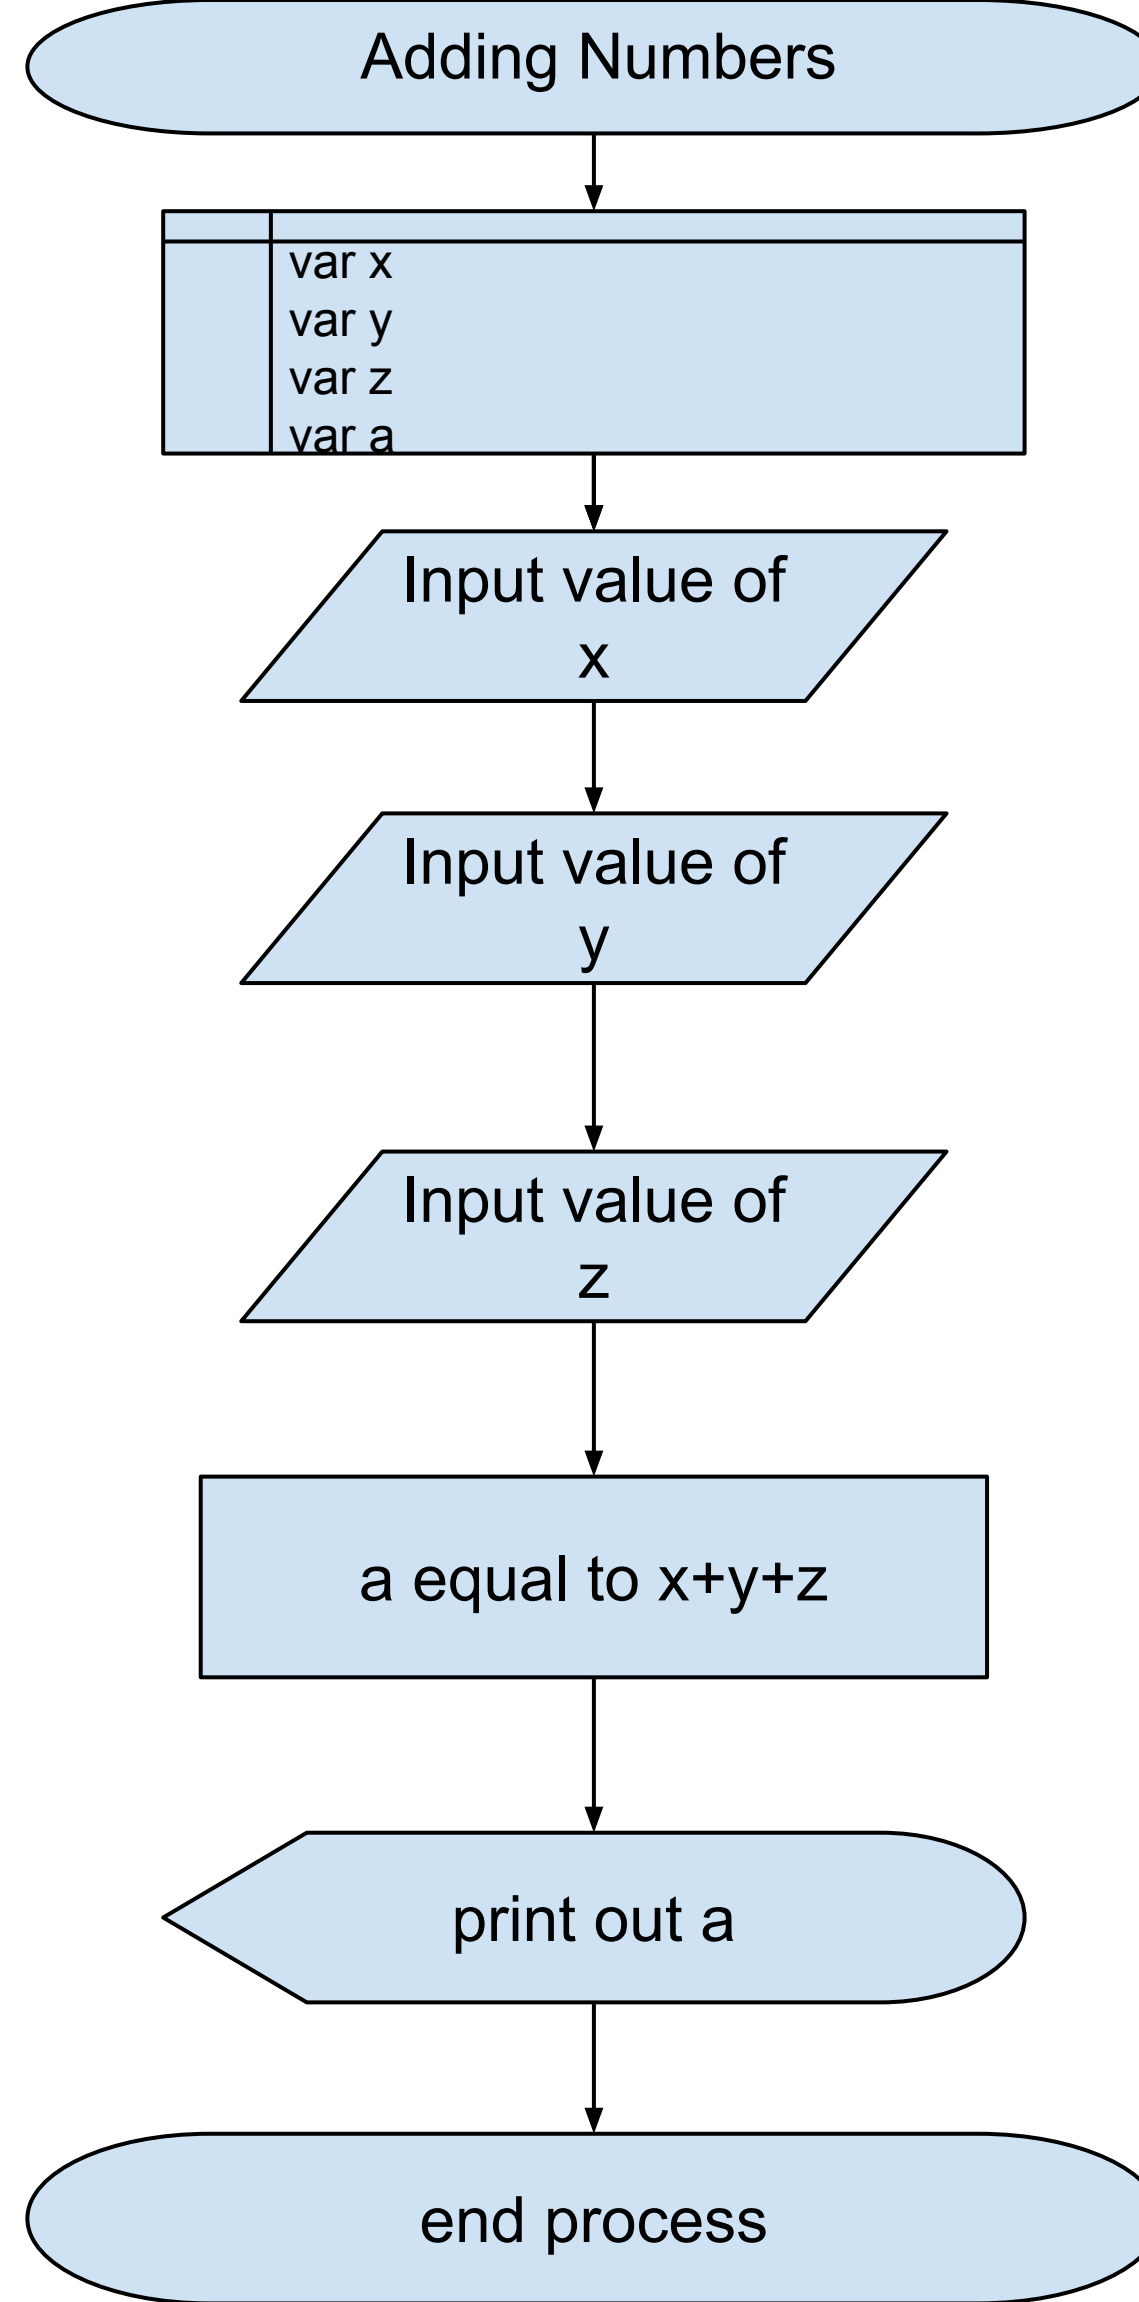 Adding Numbers
var x
var y
var z
var a
Input value of
x
Input value of
y
Input value of
z
a equal to x+y+z
print out a
end process